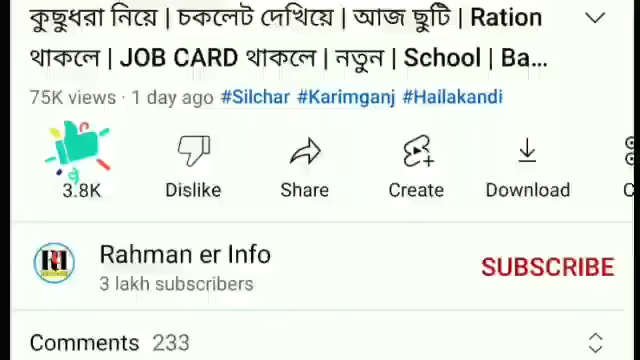 কুছুধরা নিয়ে | চকলেট দেখিয়ে | আজ ছুটি | Ration
থাকলে | JOB CARD থাকলে | নতুন | School | Ba...
75K views · 1 day ago #Silchar #Karimganj #Hailakandi
3.8K Dislike Share Create Download
Rahman er Info
SUBSCRIBE
3 lakh subscribers
Comments 233